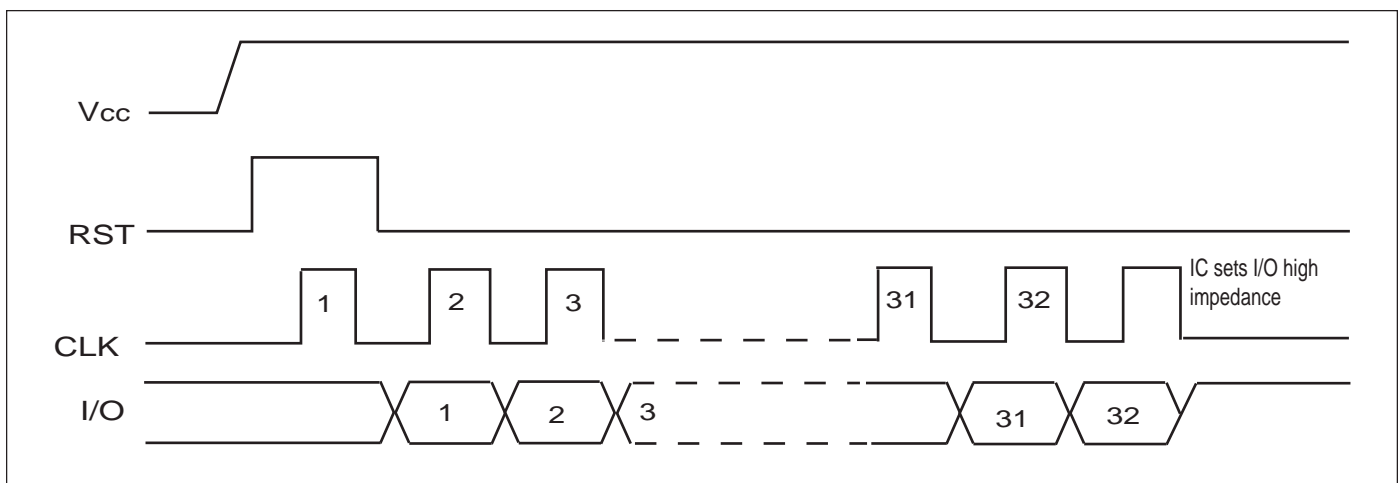 Vcc
RST
IC sets I/O high
impedance
1 2 3 31 32
CLK
I/O
1 2 3 31 32